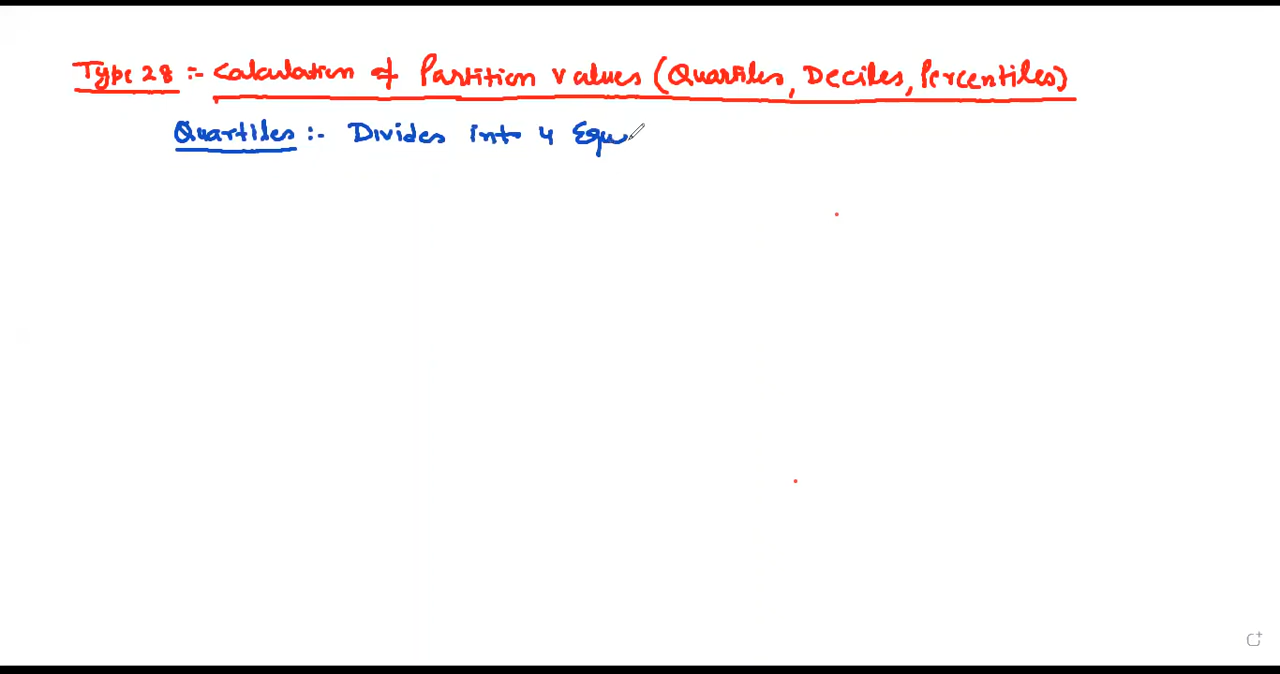 Type 28 :- Calculation of Partition Values (Quartiles, Deciles, Percentiles)
Quartiles :- Divides into 4 Equ